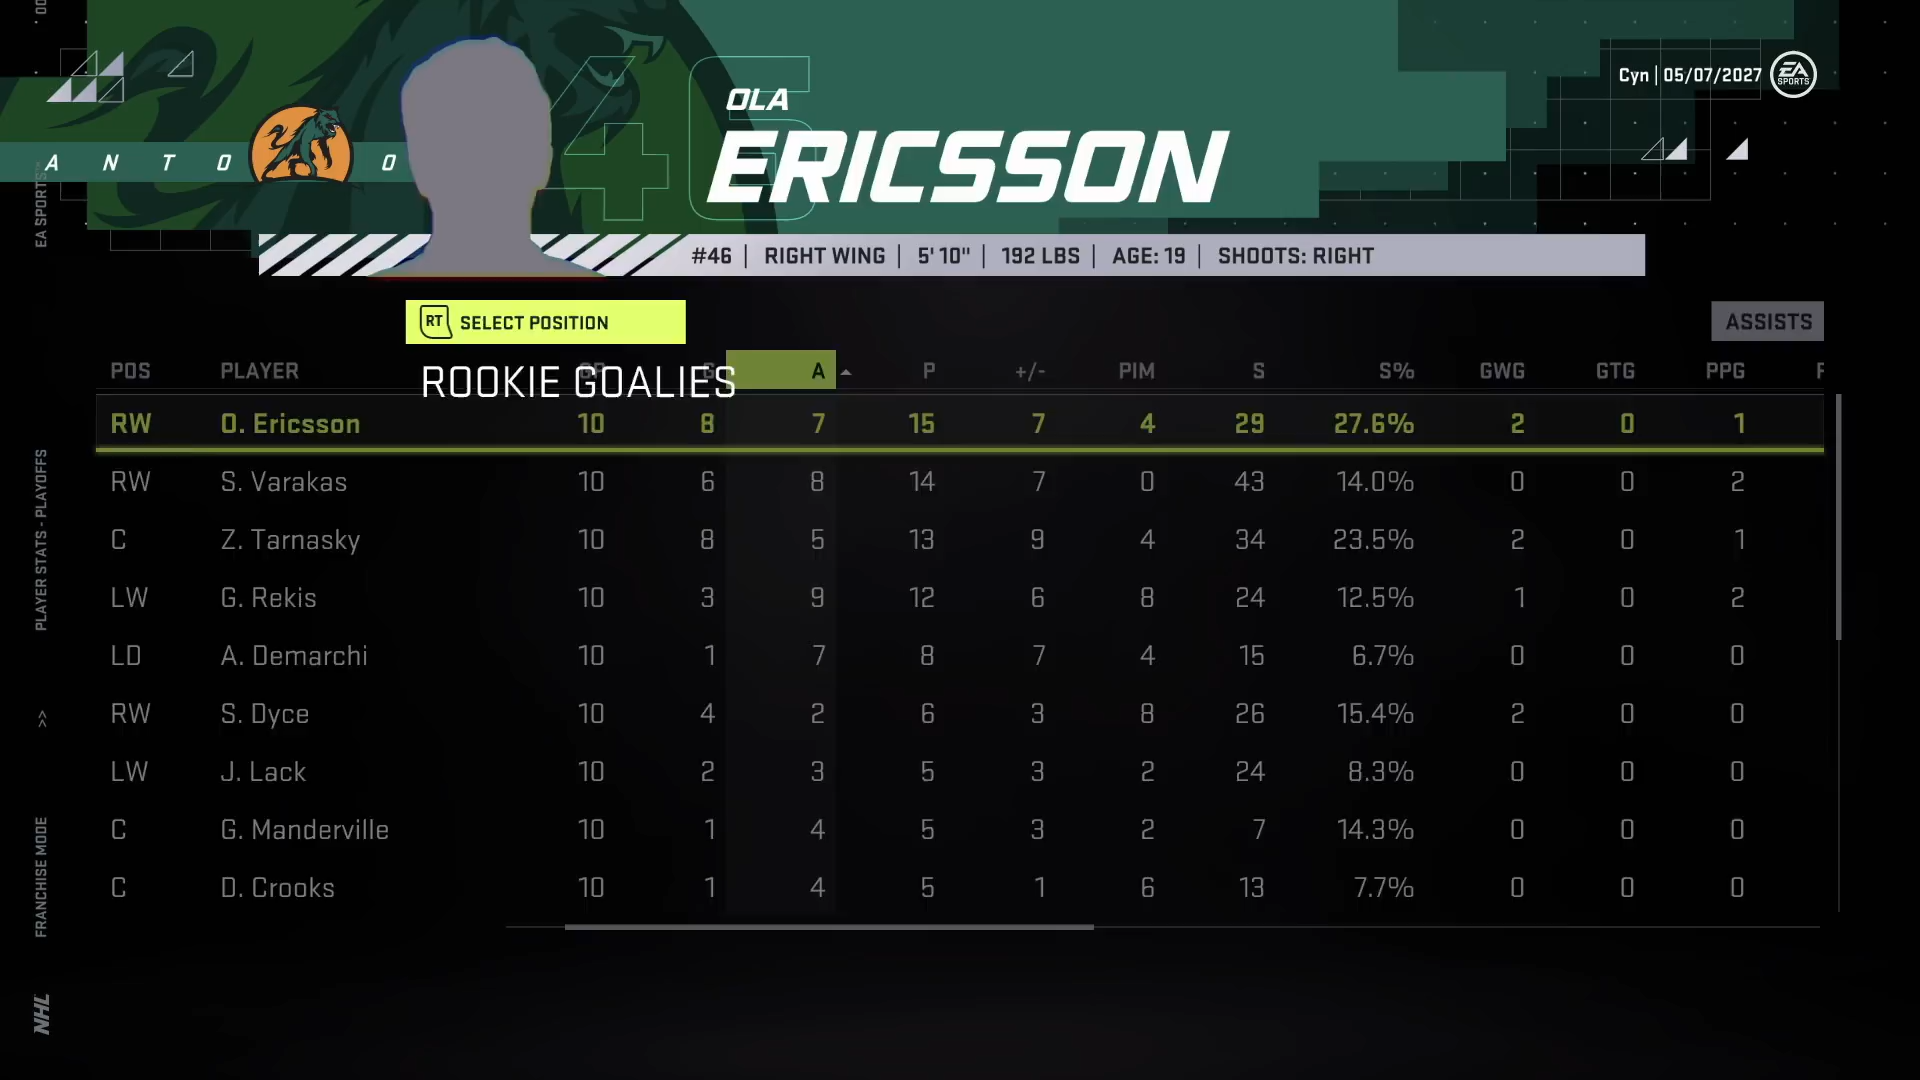 OLA
ERICSSON
46
Cyn | 05/07/2027
EA SPORTS
A N T O O
#46 | RIGHT WING | 5' 10" | 192 LBS | AGE: 19 | SHOOTS: RIGHT
RT SELECT POSITION
ROOKIE GOALIES
ASSISTS
POS PLAYER GP G A P +/- PIM S S% GWG GTG PPG
RW O. Ericsson 10 8 7 15 7 4 29 27.6% 2 0 1
RW S. Varakas 10 6 8 14 7 0 43 14.0% 0 0 2
C Z. Tarnasky 10 8 5 13 9 4 34 23.5% 2 0 1
LW G. Rekis 10 3 9 12 6 8 24 12.5% 1 0 2
LD A. Demarchi 10 1 7 8 7 4 15 6.7% 0 0 0
RW S. Dyce 10 4 2 6 3 8 26 15.4% 2 0 0
LW J. Lack 10 2 3 5 3 2 24 8.3% 0 0 0
C G. Manderville 10 1 4 5 3 2 7 14.3% 0 0 0
C D. Crooks 10 1 4 5 1 6 13 7.7% 0 0 0
NHL
FRANCHISE MODE
>>
PLAYER STATS - PLAYOFFS
EA SPORTS™